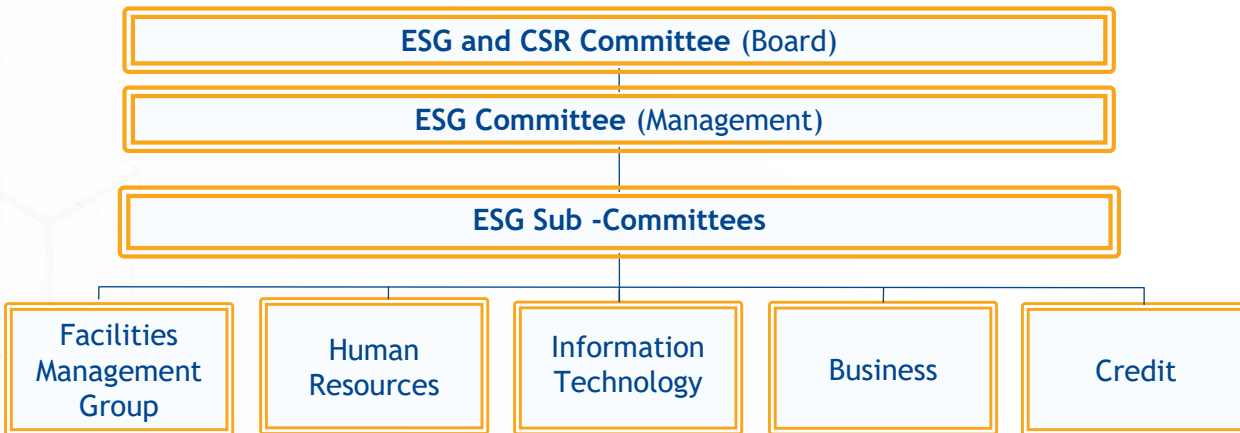 ESG and CSR Committee (Board)
ESG Committee (Management)
ESG Sub -Committees
Facilities
Management
Group
Human
Resources
Information
Technology
Business
Credit